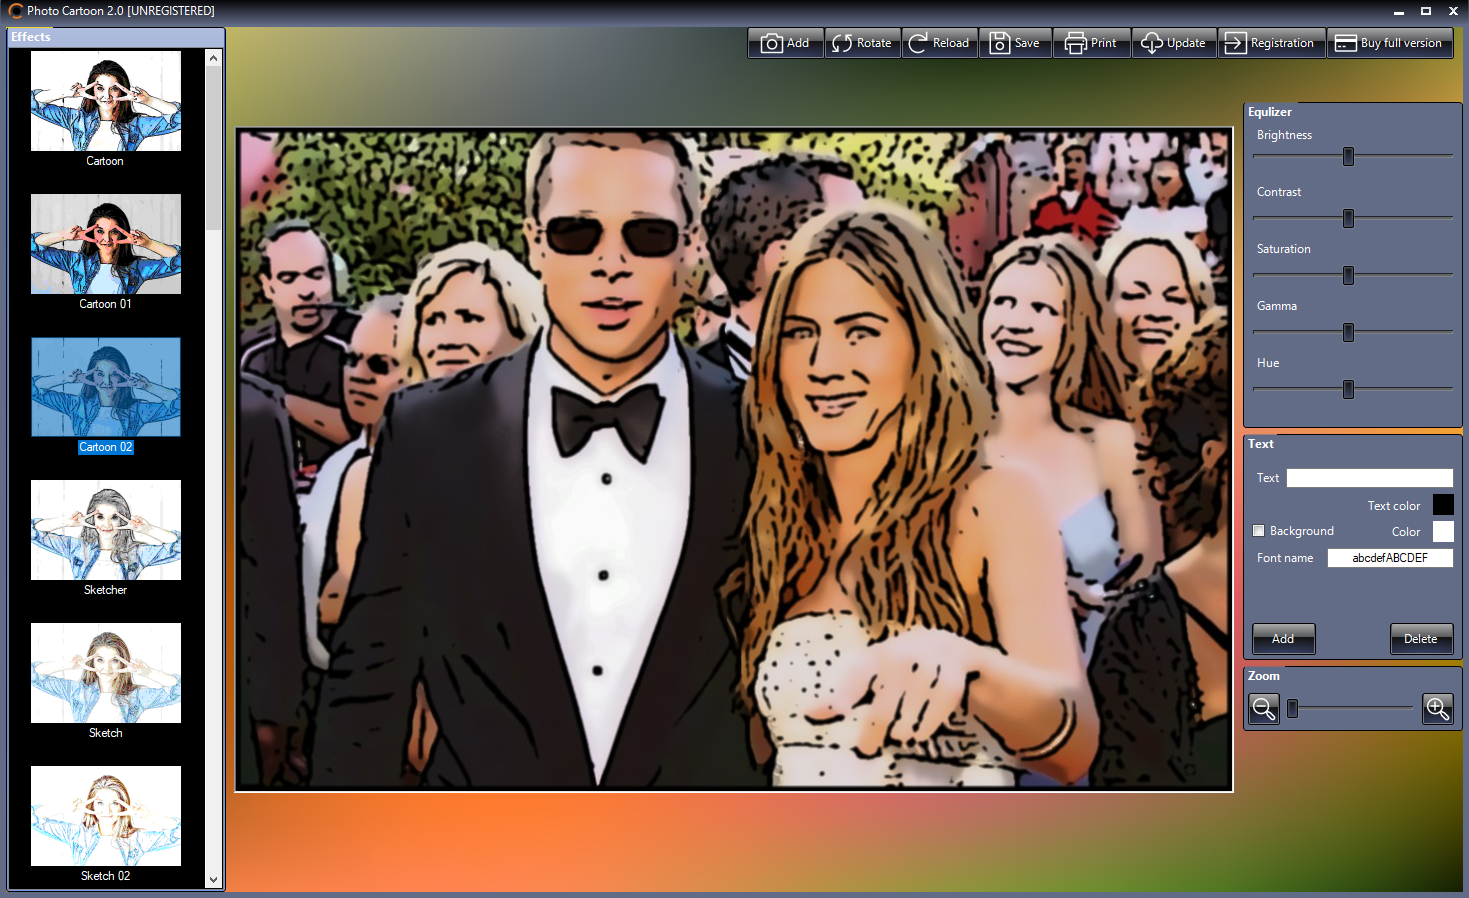 Photo Cartoon 2.0 [UNREGISTERED]
Effects
Add
Rotate
Reload
Save
Print
Update
Registration
Buy full version
Cartoon
Cartoon 01
Cartoon 02
Sketcher
Sketch
Sketch 02
Equlizer
Brightness
Contrast
Saturation
Gamma
Hue
Text
Text
Text color
Background
Color
Font name
abcdefABCDEF
Add
Delete
Zoom